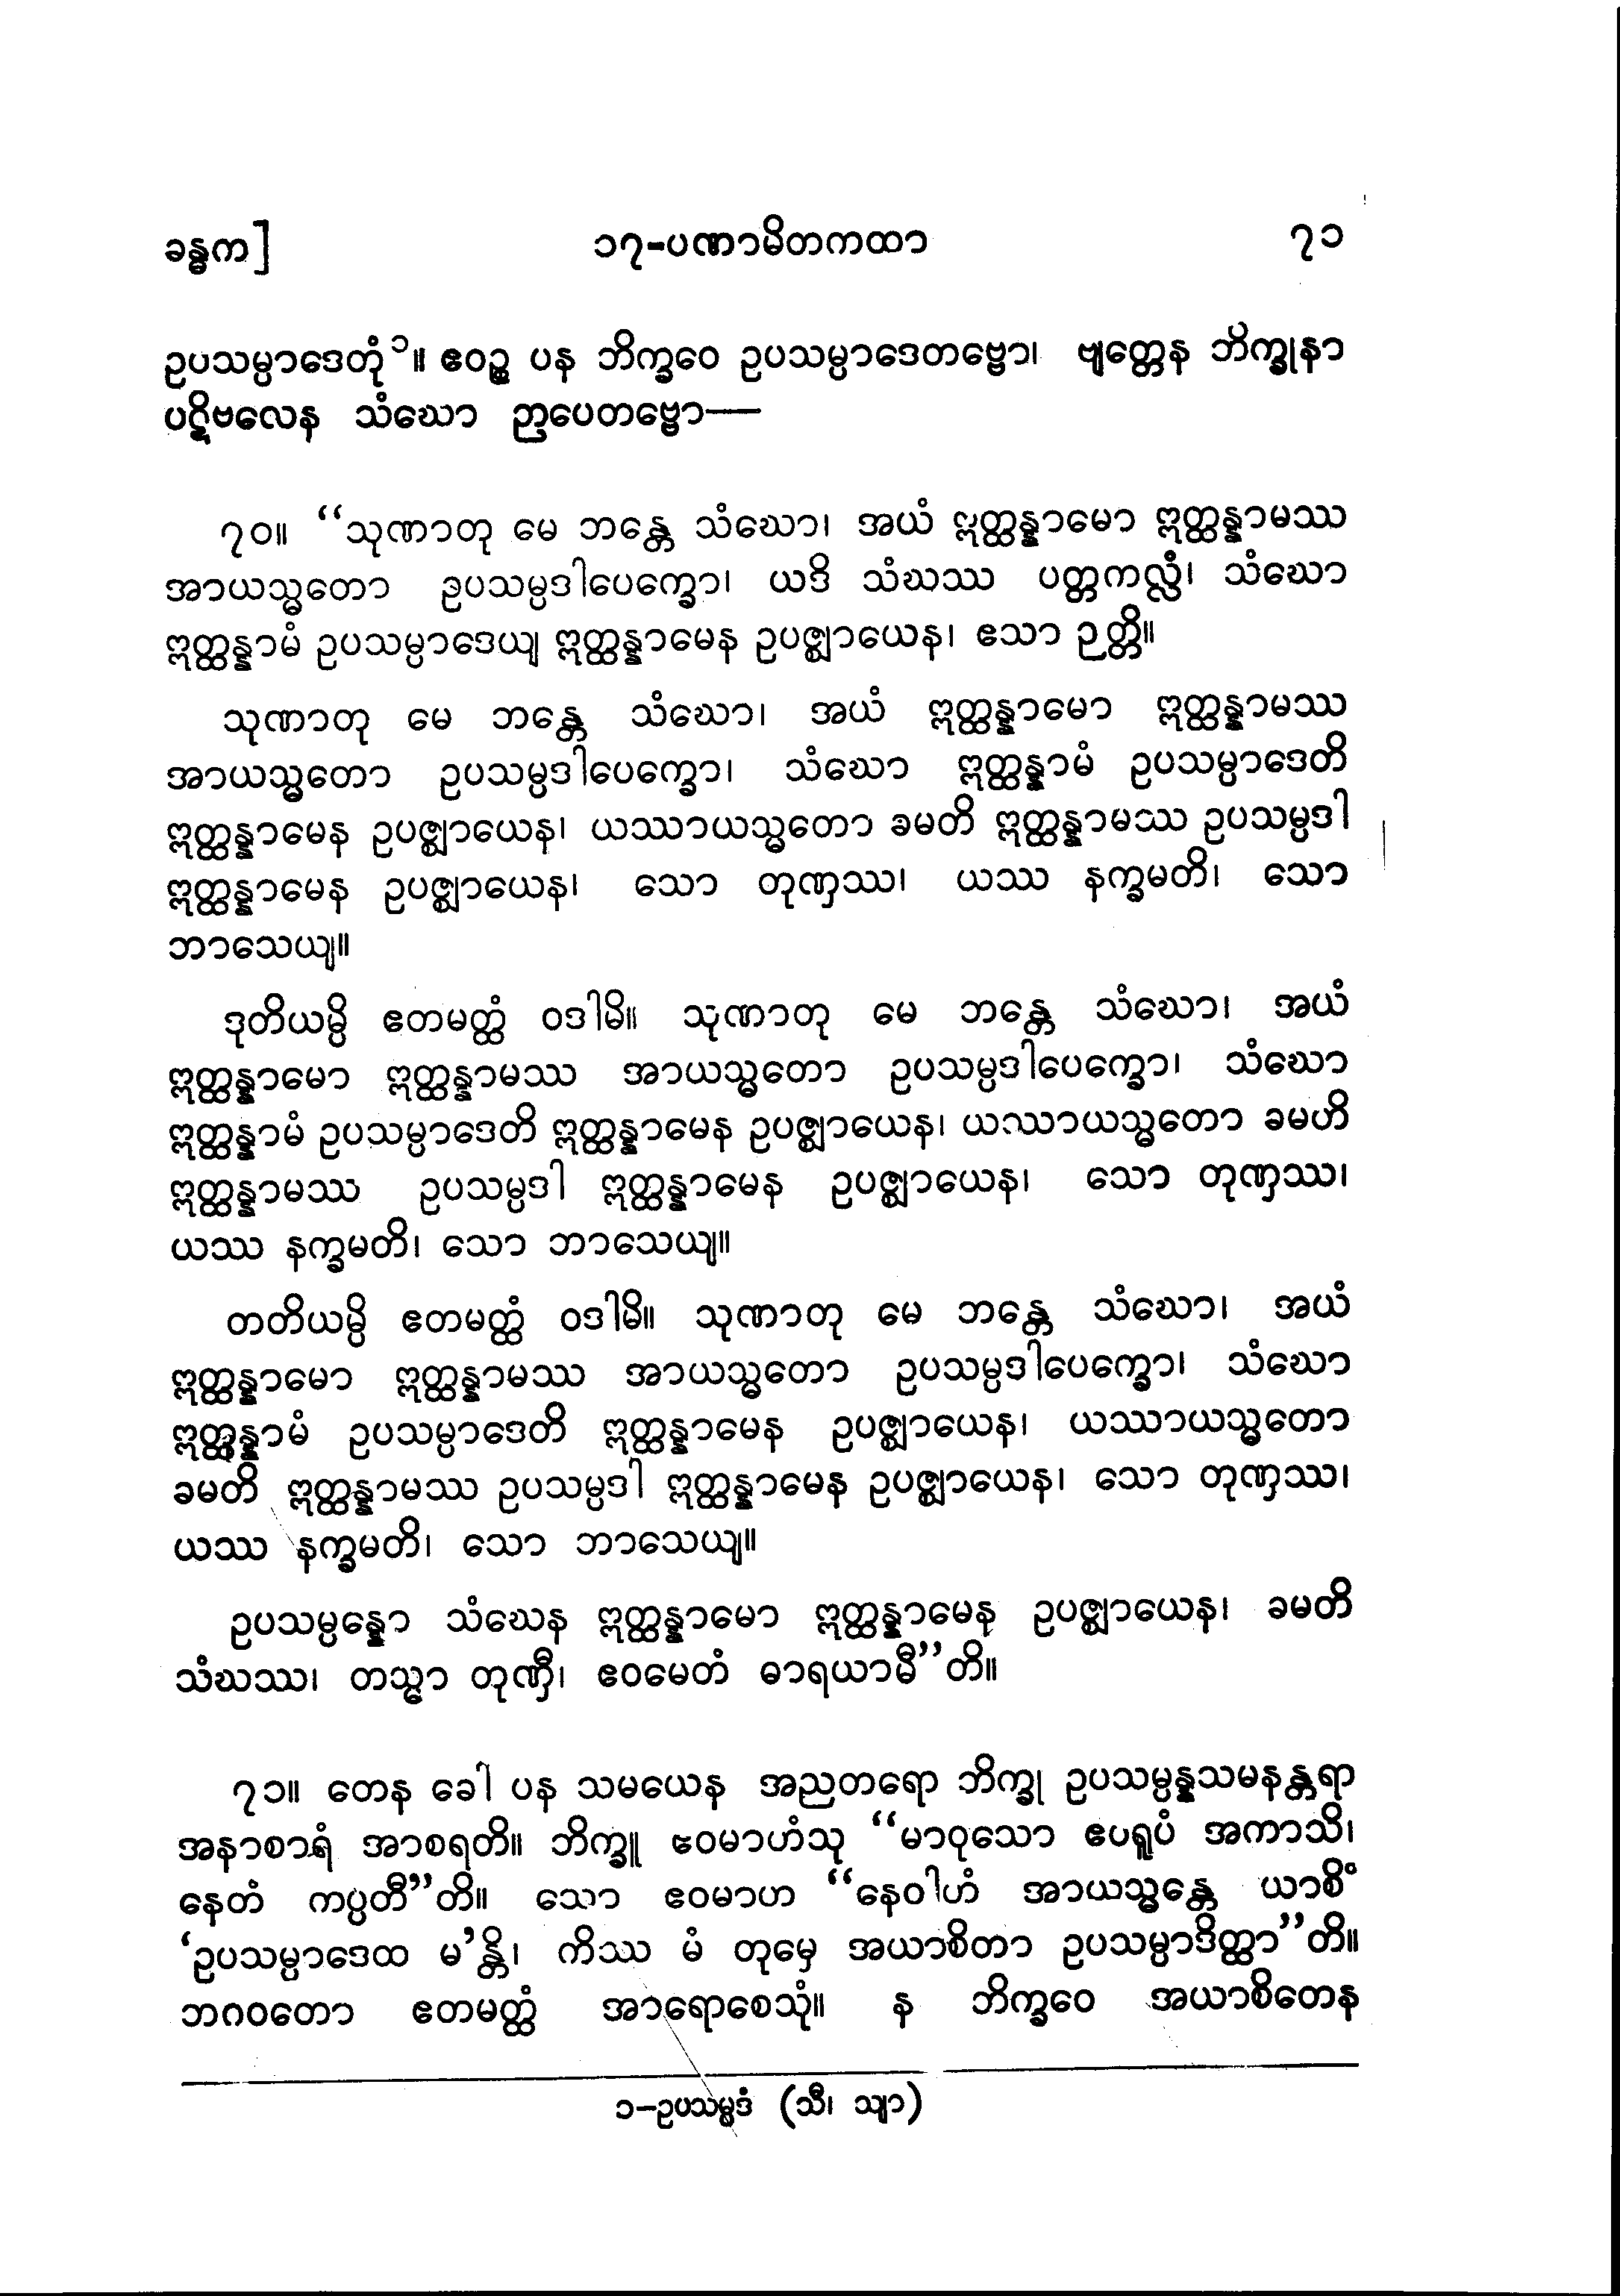 ခန္ဓက] ၁၇-ပဏာမိတကထာ ၇၁
ဥပသမ္ပာဒေတုံ၁။ ဧဝဉ္စ ပန ဘိက္ခဝေ ဥပသမ္ပာဒေတဗ္ဗော၊ ဗျတ္တေန ဘိက္ခုနာ
ပဋိဗလေန သံဃော ဉာပေတဗ္ဗော—
၇၀။ “သုဏာတု မေ ဘန္တေ သံဃော၊ အယံ ဣတ္ထန္နာမော ဣတ္ထန္နာမဿ
အာယသ္မတော ဥပသမ္ပဒါပေက္ခော၊ ယဒိ သံဃဿ ပတ္တကလ္လံ၊ သံဃော
ဣတ္ထန္နာမံ ဥပသမ္ပာဒေယျ ဣတ္ထန္နာမေန ဥပဇ္ဈာယေန၊ ဧသာ ဉတ္တိ။
သုဏာတု မေ ဘန္တေ သံဃော၊ အယံ ဣတ္ထန္နာမော ဣတ္ထန္နာမဿ
အာယသ္မတော ဥပသမ္ပဒါပေက္ခော၊ သံဃော ဣတ္ထန္နာမံ ဥပသမ္ပာဒေတိ
ဣတ္ထန္နာမေန ဥပဇ္ဈာယေန၊ ယဿာယသ္မတော ခမတိ ဣတ္ထန္နာမဿ ဥပသမ္ပဒါ
ဣတ္ထန္နာမေန ဥပဇ္ဈာယေန၊ သော တုဏှဿ၊ ယဿ နက္ခမတိ၊ သော
ဘာသေယျ။
ဒုတိယမ္ပိ ဧတမတ္ထံ ဝဒါမိ။ သုဏာတု မေ ဘန္တေ သံဃော၊ အယံ
ဣတ္ထန္နာမော ဣတ္ထန္နာမဿ အာယသ္မတော ဥပသမ္ပဒါပေက္ခော၊ သံဃော
ဣတ္ထန္နာမံ ဥပသမ္ပာဒေတိ ဣတ္ထန္နာမေန ဥပဇ္ဈာယေန၊ ယဿာယသ္မတော ခမတိ
ဣတ္ထန္နာမဿ ဥပသမ္ပဒါ ဣတ္ထန္နာမေန ဥပဇ္ဈာယေန၊ သော တုဏှဿ၊
ယဿ နက္ခမတိ၊ သော ဘာသေယျ။
တတိယမ္ပိ ဧတမတ္ထံ ဝဒါမိ။ သုဏာတု မေ ဘန္တေ သံဃော၊ အယံ
ဣတ္ထန္နာမော ဣတ္ထန္နာမဿ အာယသ္မတော ဥပသမ္ပဒါပေက္ခော၊ သံဃော
ဣတ္ထန္နာမံ ဥပသမ္ပာဒေတိ ဣတ္ထန္နာမေန ဥပဇ္ဈာယေန၊ ယဿာယသ္မတော
ခမတိ ဣတ္ထန္နာမဿ ဥပသမ္ပဒါ ဣတ္ထန္နာမေန ဥပဇ္ဈာယေန၊ သော တုဏှဿ၊
ယဿ နက္ခမတိ၊ သော ဘာသေယျ။
ဥပသမ္ပန္နော သံဃေန ဣတ္ထန္နာမော ဣတ္ထန္နာမေန ဥပဇ္ဈာယေန၊ ခမတိ
သံဃဿ၊ တသ္မာ တုဏှီ၊ ဧဝမေတံ ဓာရယာမီ”တိ။
၇၁။ တေန ခေါ ပန သမယေန အညတရော ဘိက္ခု ဥပသမ္ပန္နသမနန္တရာ
အနာစာရံ အာစရတိ။ ဘိက္ခူ ဧဝမာဟံသု “မာဝုသော ဧပရူပံ အကာသိ၊
နေတံ ကပ္ပတီ”တိ။ သော ဧဝမာဟ “နေဝါဟံ အာယသ္မန္တေ ယာစိံ
‘ဥပသမ္ပာဒေထ မ’န္တိ၊ ကိဿ မံ တုမှေ အယာစိတာ ဥပသမ္ပာဒိတ္ထာ”တိ။
ဘဂဝတော ဧတမတ္ထံ အာရောစေသုံ။ န ဘိက္ခဝေ အယာစိတေန
၁-ဥပသမ္ပဒံ (သီ၊ သျာ)